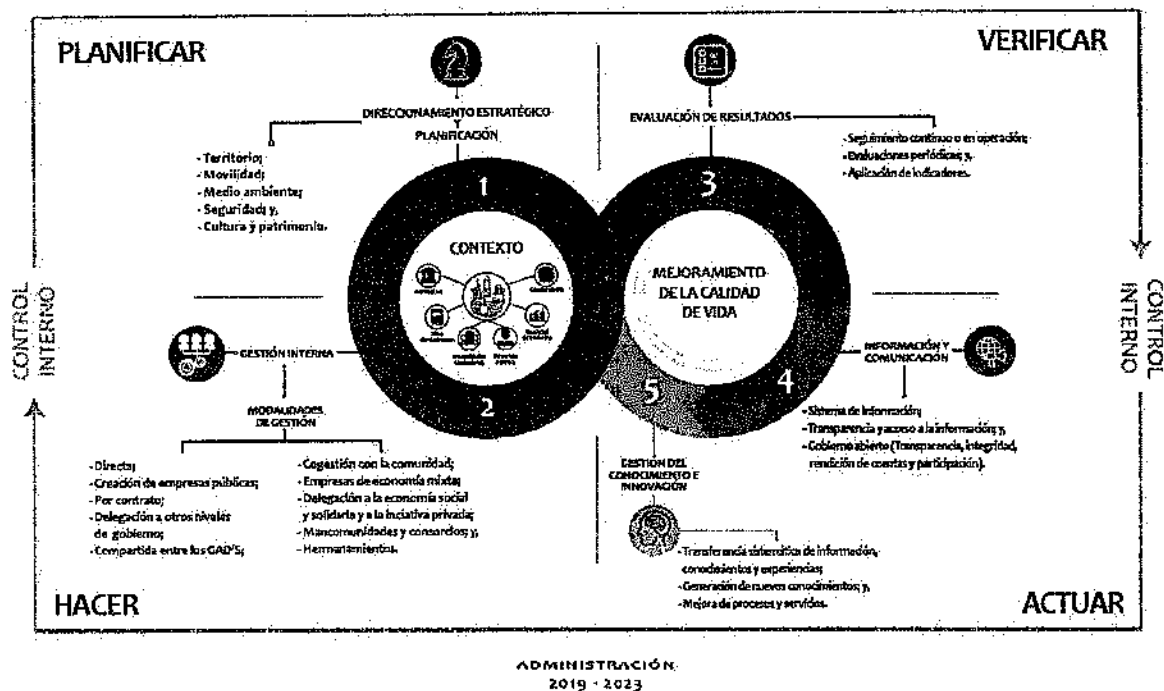 PLANIFICAR
VERIFICAR
DIRECCIONAMIENTO ESTRATÉGICO
Y
PLANIFICACIÓN
- Territorio;
- Movilidad;
- Medio ambiente;
- Seguridad; y,
- Cultura y patrimonio.
EVALUACIÓN DE RESULTADOS
- Seguimiento continuo o en operación;
- Evaluaciones periódicas; y,
- Aplicación de indicadores.
1
3
CONTEXTO
MEJORAMIENTO
DE LA CALIDAD
DE VIDA
CONTROL
INTERNO
CONTROL
INTERNO
GESTIÓN INTERNA
INFORMACIÓN Y
COMUNICACIÓN
2
5
4
MODALIDADES
DE GESTIÓN
- Directa;
- Creación de empresas públicas;
- Por contrato;
- Delegación a otros niveles
de gobierno;
- Compartida entre los GAD'S;
- Cogestión con la comunidad;
- Empresas de economía mixta;
- Delegación a la economía social
y solidaria y a la iniciativa privada;
- Mancomunidades y consorcios; y,
- Hermanamientos.
- Sistema de información;
- Transparencia y acceso a la información; y,
- Gobierno abierto (Transparencia, integridad,
rendición de cuentas y participación).
GESTIÓN DEL
CONOCIMIENTO E
INNOVACIÓN
- Transferencia sistemática de información,
conocimientos y experiencias;
- Generación de nuevos conocimientos; y,
- Mejora de procesos y servicios.
HACER
ACTUAR
ADMINISTRACIÓN
2019 - 2023